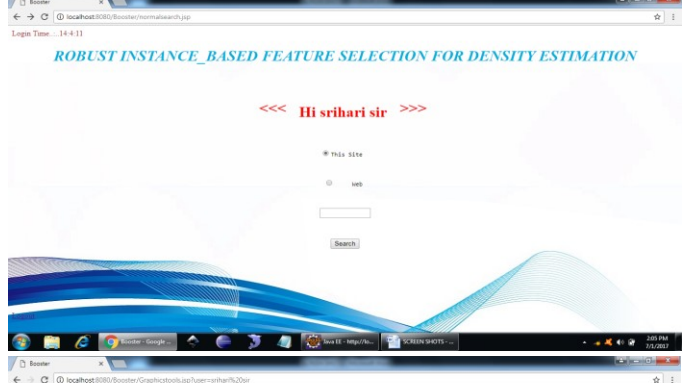 Booster
localhost:8080/Booster/normalsearch.jsp
Login Time....14:4:11
ROBUST INSTANCE_BASED FEATURE SELECTION FOR DENSITY ESTIMATION
<<< Hi srihari sir >>>
This Site
Web
Search
Booster - Google ...
Java EE - http://lo...
SCREEN SHOTS - ...
2:05 PM
7/1/2017
Booster
localhost:8080/Booster/Graphicstools.jsp?user=srihari%20sir